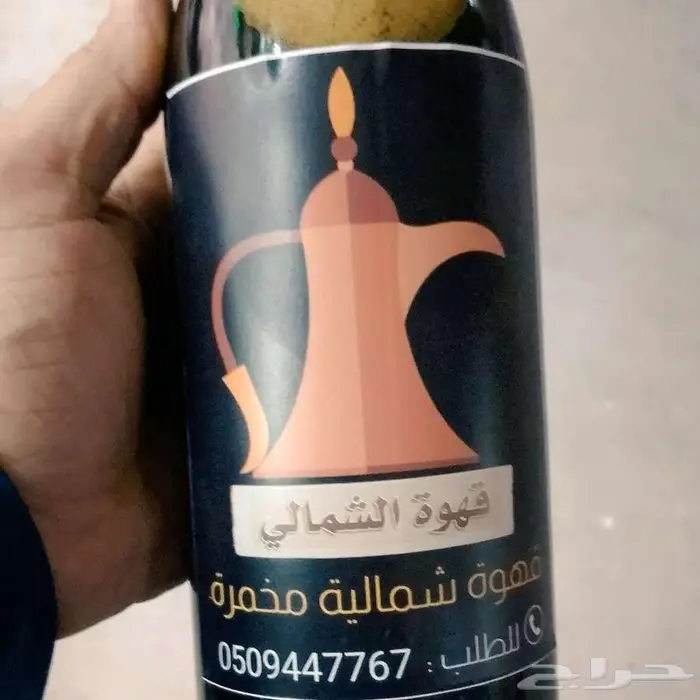 قهوة الشمالي
قهوة شمالية مخمرة
للطلب : 0509447767
حراج